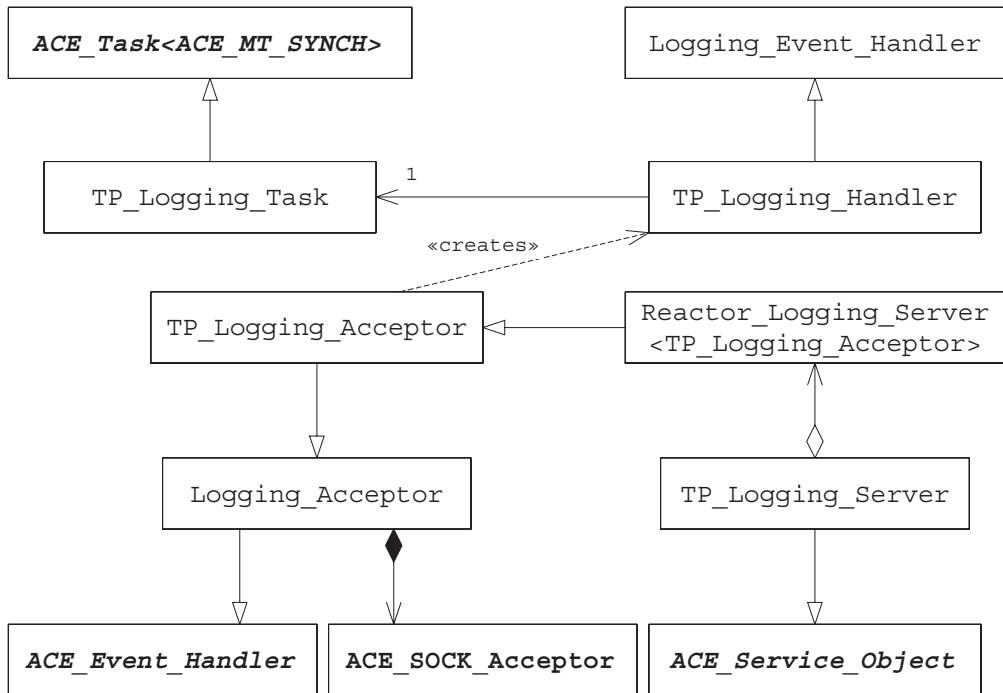 ACE_Task<ACE_MT_SYNCH>
Logging_Event_Handler
TP_Logging_Task
1
TP_Logging_Handler
«creates»
TP_Logging_Acceptor
Reactor_Logging_Server
<TP_Logging_Acceptor>
Logging_Acceptor
TP_Logging_Server
ACE_Event_Handler
ACE_SOCK_Acceptor
ACE_Service_Object